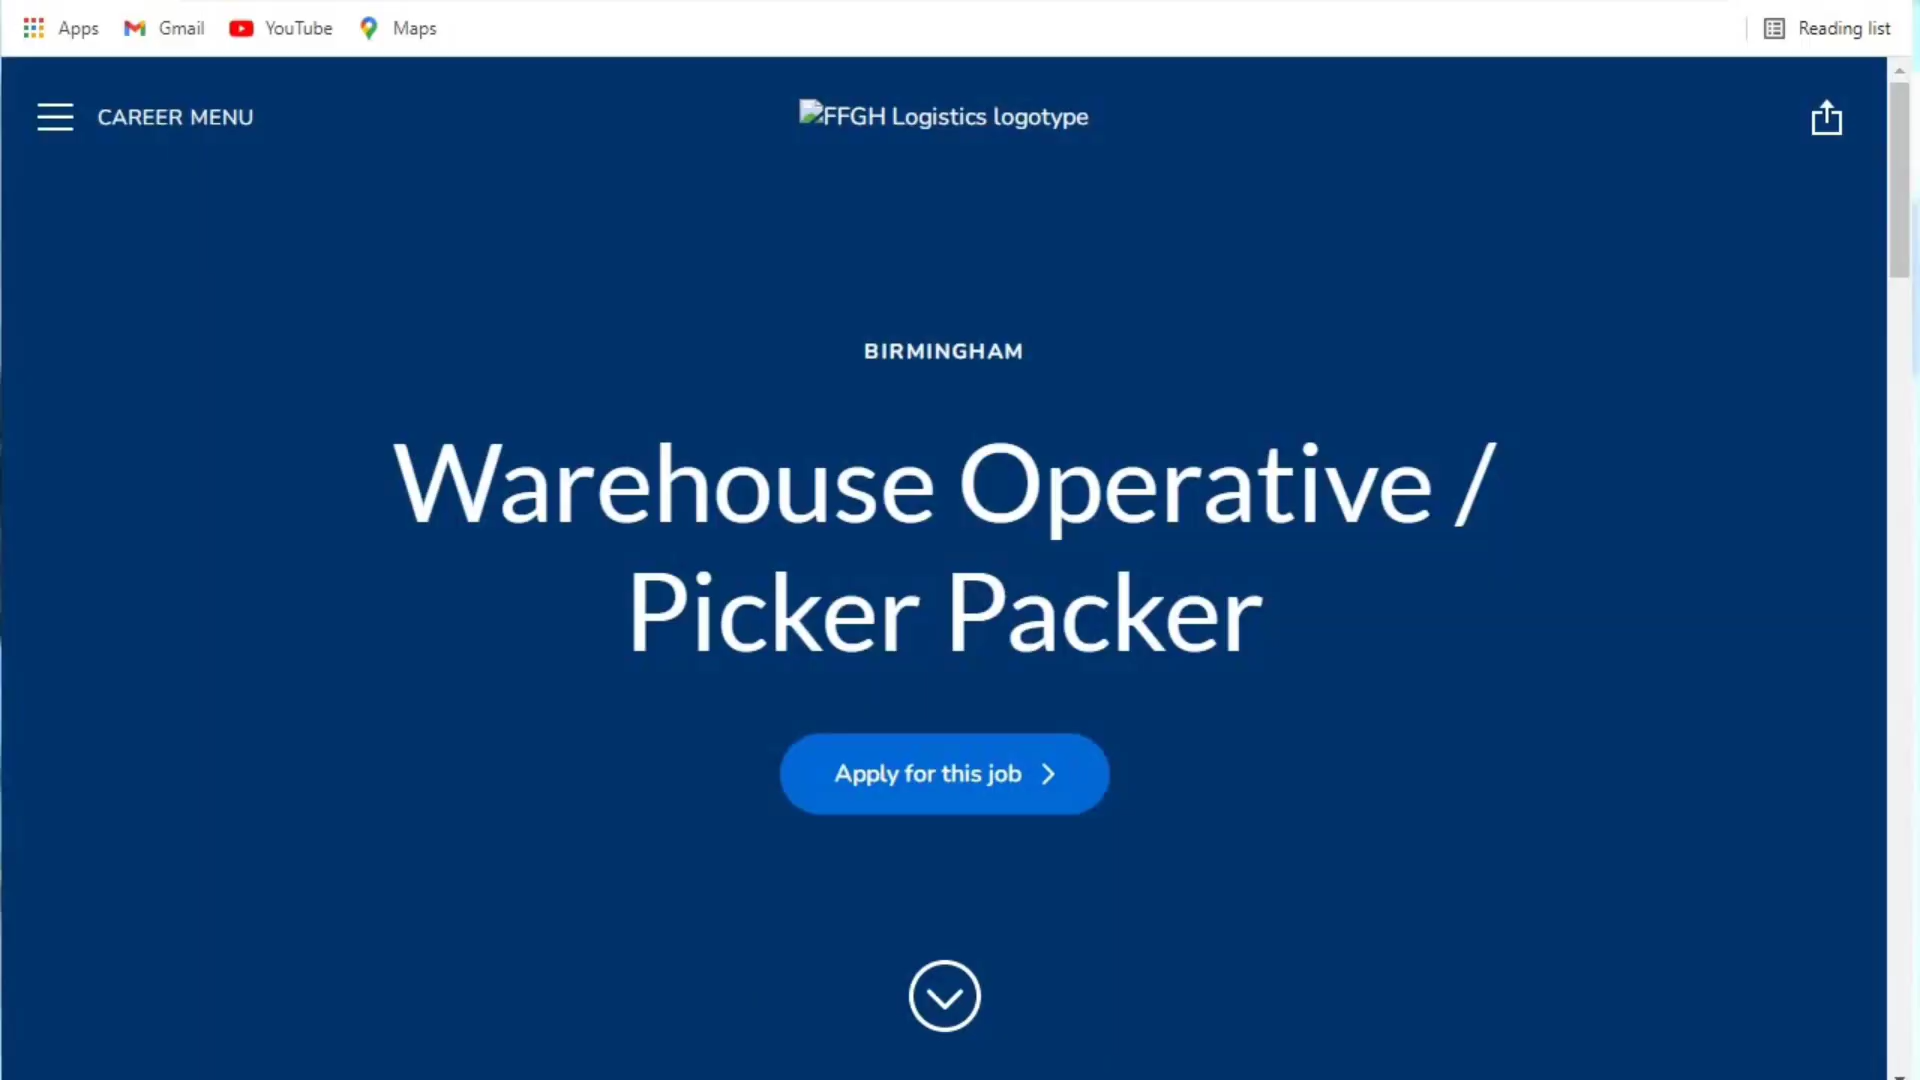 Apps Gmail YouTube Maps Reading list
CAREER MENU FFGH Logistics logotype
BIRMINGHAM
Warehouse Operative /
Picker Packer
Apply for this job